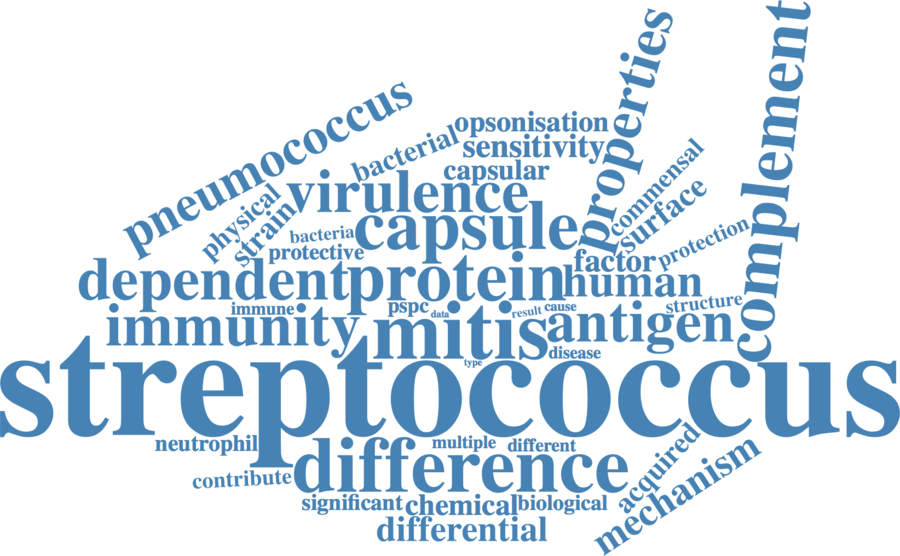 properties
complement
pneumococcus
opsonisation
bacterial
sensitivity
commensal
capsular
virulence
physical
strain
surface
capsule
bacteria
protective
protection
factor
dependent
protein
human
structure
immune
pspc
data
result
cause
immunity
mitis
antigen
disease
type
streptococcus
neutrophil
multiple
different
acquired
difference
mechanism
contribute
significant
chemical
biological
differential